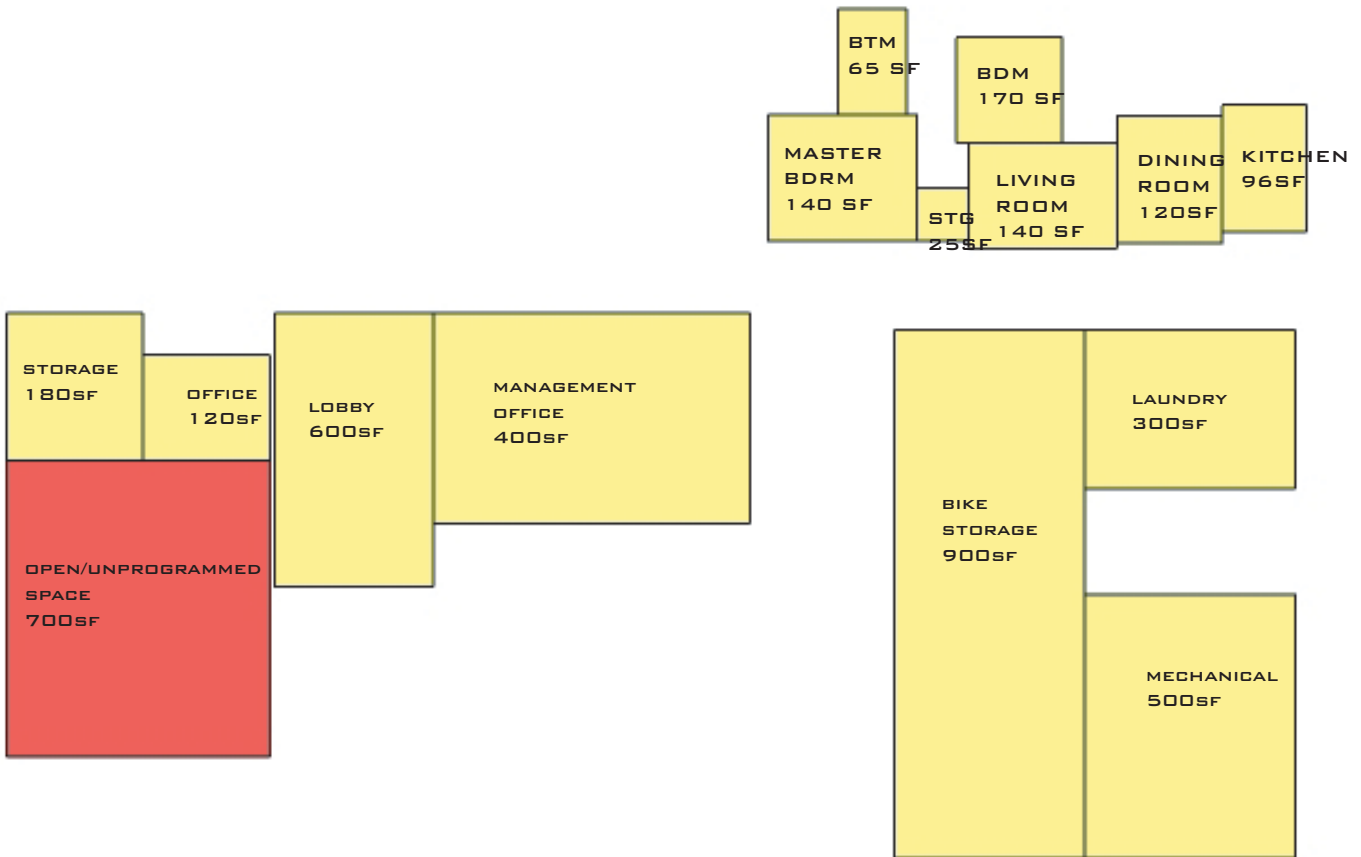 BTM
65 SF
BDM
170 SF
MASTER
BDRM
140 SF
STG
25SF
LIVING
ROOM
140 SF
DINING
ROOM
120SF
KITCHEN
96SF
STORAGE
180SF
OFFICE
120SF
LOBBY
600SF
MANAGEMENT
OFFICE
400SF
OPEN/UNPROGRAMMED
SPACE
700SF
BIKE
STORAGE
900SF
LAUNDRY
300SF
MECHANICAL
500SF